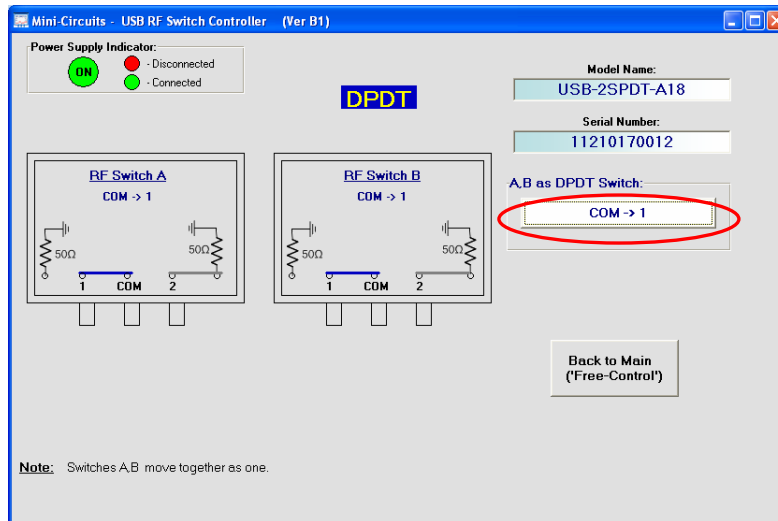 Mini-Circuits - USB RF Switch Controller (Ver B1)
Power Supply Indicator:
ON
- Disconnected
- Connected
DPDT
Model Name:
USB-2SPDT-A18
Serial Number:
11210170012
RF Switch A
COM -> 1
50Ω
50Ω
1 COM 2
RF Switch B
COM -> 1
50Ω
50Ω
1 COM 2
A,B as DPDT Switch:
COM -> 1
Back to Main
('Free-Control')
Note: Switches A,B move together as one.